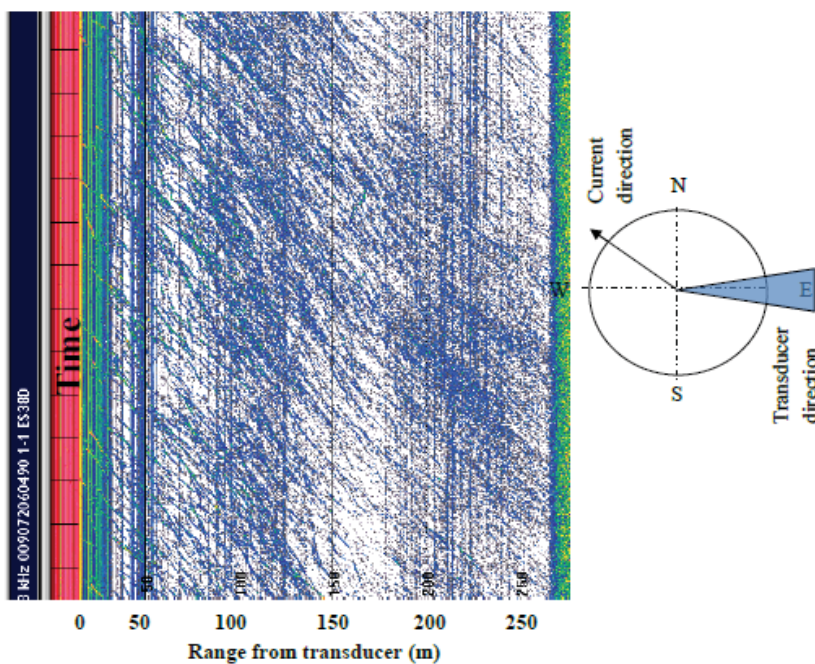 Current
direction
N
W
E
S
Transducer
direction
Time
kHz 009072060490 1-1 ES38D
50
100
150
200
250
0 50 100 150 200 250
Range from transducer (m)